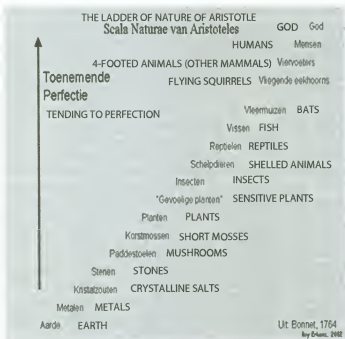 THE LADDER OF NATURE OF ARISTOTLE
Scala Naturae van Aristoteles GOD God
HUMANS Mensen
4-FOOTED ANIMALS (OTHER MAMMALS) Viervoeters
Toenemende FLYING SQUIRRELS Vliegende eekhoorns
Perfectie
TENDING TO PERFECTION Vleermuizen BATS
Vissen FISH
Reptielen REPTILES
Schelpdieren SHELLED ANIMALS
Insecten INSECTS
"Gevoelige planten" SENSITIVE PLANTS
Planten PLANTS
Korstmossen SHORT MOSSES
Paddestoelen MUSHROOMS
Stenen STONES
Kristalzouten CRYSTALLINE SALTS
Metalen METALS
Aarde EARTH Uit: Bonnet, 1764
2002